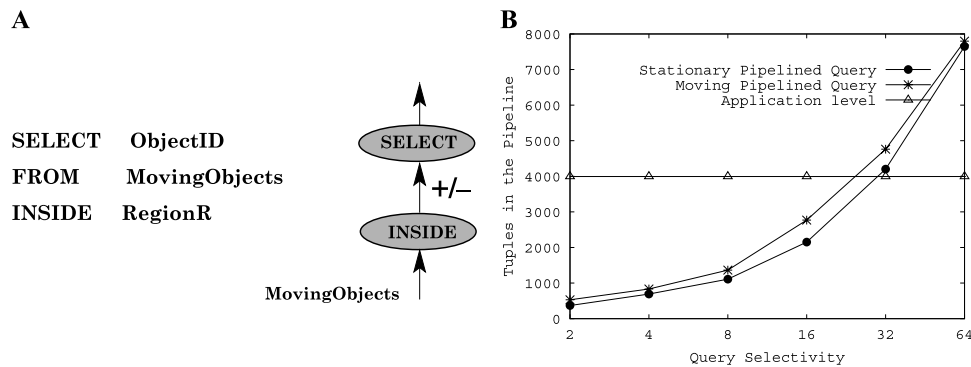 A
SELECT ObjectID
FROM MovingObjects
INSIDE RegionR
SELECT
+/−
INSIDE
MovingObjects
B
Tuples in the Pipeline
8000
7000
6000
5000
4000
3000
2000
1000
0
Stationary Pipelined Query
Moving Pipelined Query
Application level
2 4 8 16 32 64
Query Selectivity